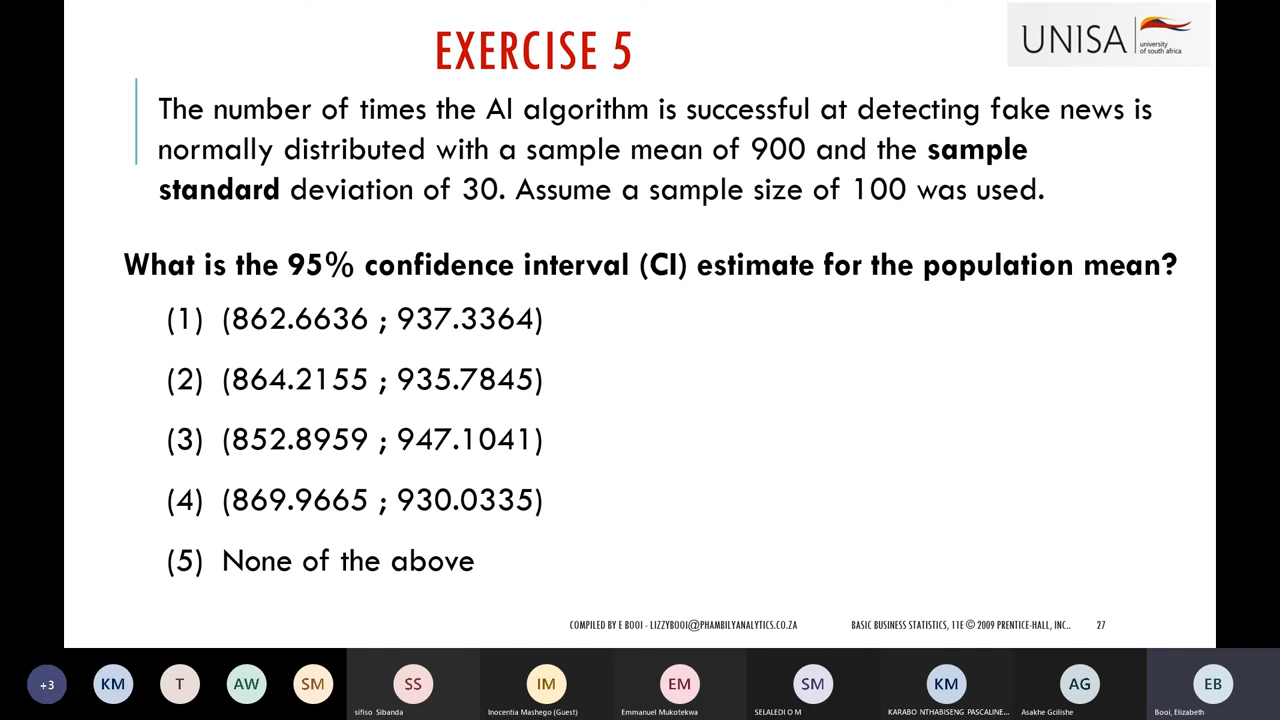 EXERCISE 5
UNISA university
of south africa
The number of times the AI algorithm is successful at detecting fake news is
normally distributed with a sample mean of 900 and the sample
standard deviation of 30. Assume a sample size of 100 was used.
What is the 95% confidence interval (CI) estimate for the population mean?
(1) (862.6636 ; 937.3364)
(2) (864.2155 ; 935.7845)
(3) (852.8959 ; 947.1041)
(4) (869.9665 ; 930.0335)
(5) None of the above
COMPILED BY E BOOI - LIZZYBOOI@PHAMBILYANALYTICS.CO.ZA BASIC BUSINESS STATISTICS, 11E © 2009 PRENTICE-HALL, INC.. 27
+3 KM T AW SM SS IM EM SM KM AG EB
sifiso Sibanda Inocentia Mashego (Guest) Emmanuel Mukotekwa SELALEDI O M KARABO NTHABISENG PASCALINE... Asakhe Gcilishe Booi, Elizabeth